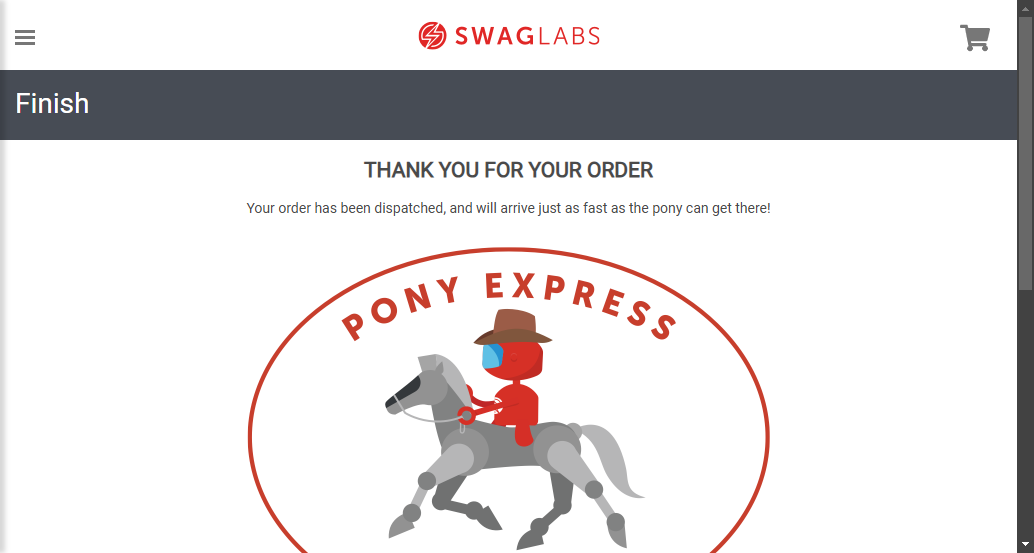 SWAGLABS
Finish
THANK YOU FOR YOUR ORDER
Your order has been dispatched, and will arrive just as fast as the pony can get there!
PONY EXPRESS